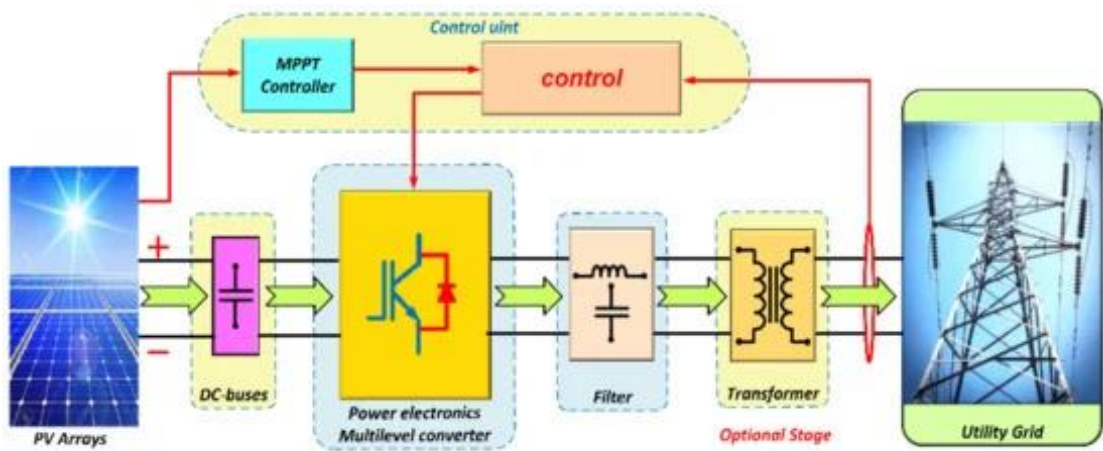 Control uint
MPPT
Controller
control
+
−
DC-buses
Power electronics
Multilevel converter
Filter
Transformer
PV Arrays
Optional Stage
Utility Grid